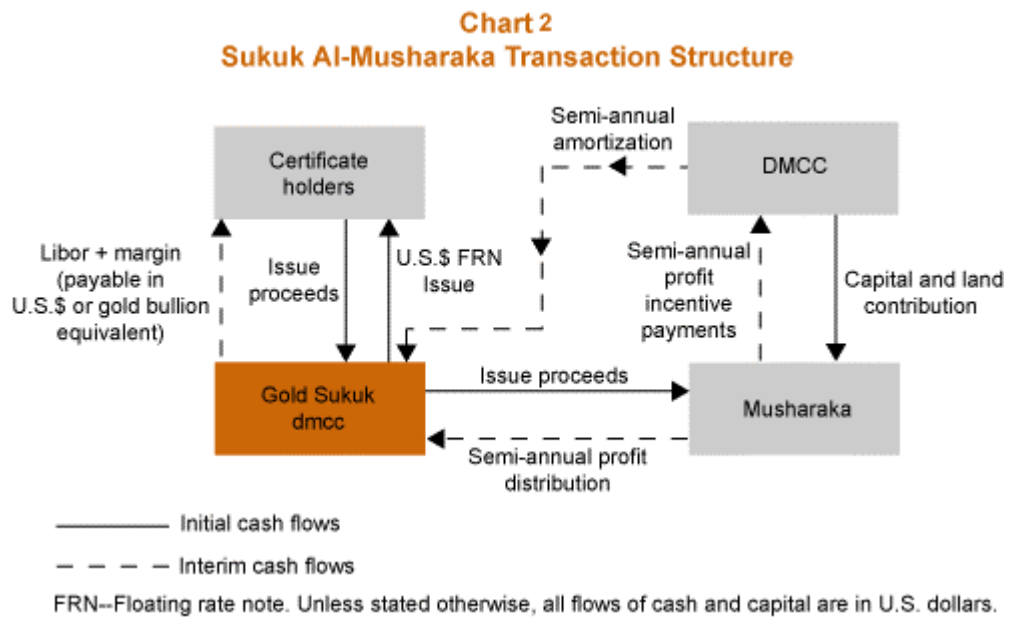 Chart 2
Sukuk Al-Musharaka Transaction Structure
Semi-annual
amortization
Certificate
holders
DMCC
Libor + margin
(payable in
U.S.$ or gold bullion
equivalent)
Issue
proceeds
U.S.$ FRN
Issue
Semi-annual
profit
incentive
payments
Capital and land
contribution
Gold Sukuk
dmcc
Issue proceeds
Musharaka
Semi-annual profit
distribution
Initial cash flows
Interim cash flows
FRN--Floating rate note. Unless stated otherwise, all flows of cash and capital are in U.S. dollars.